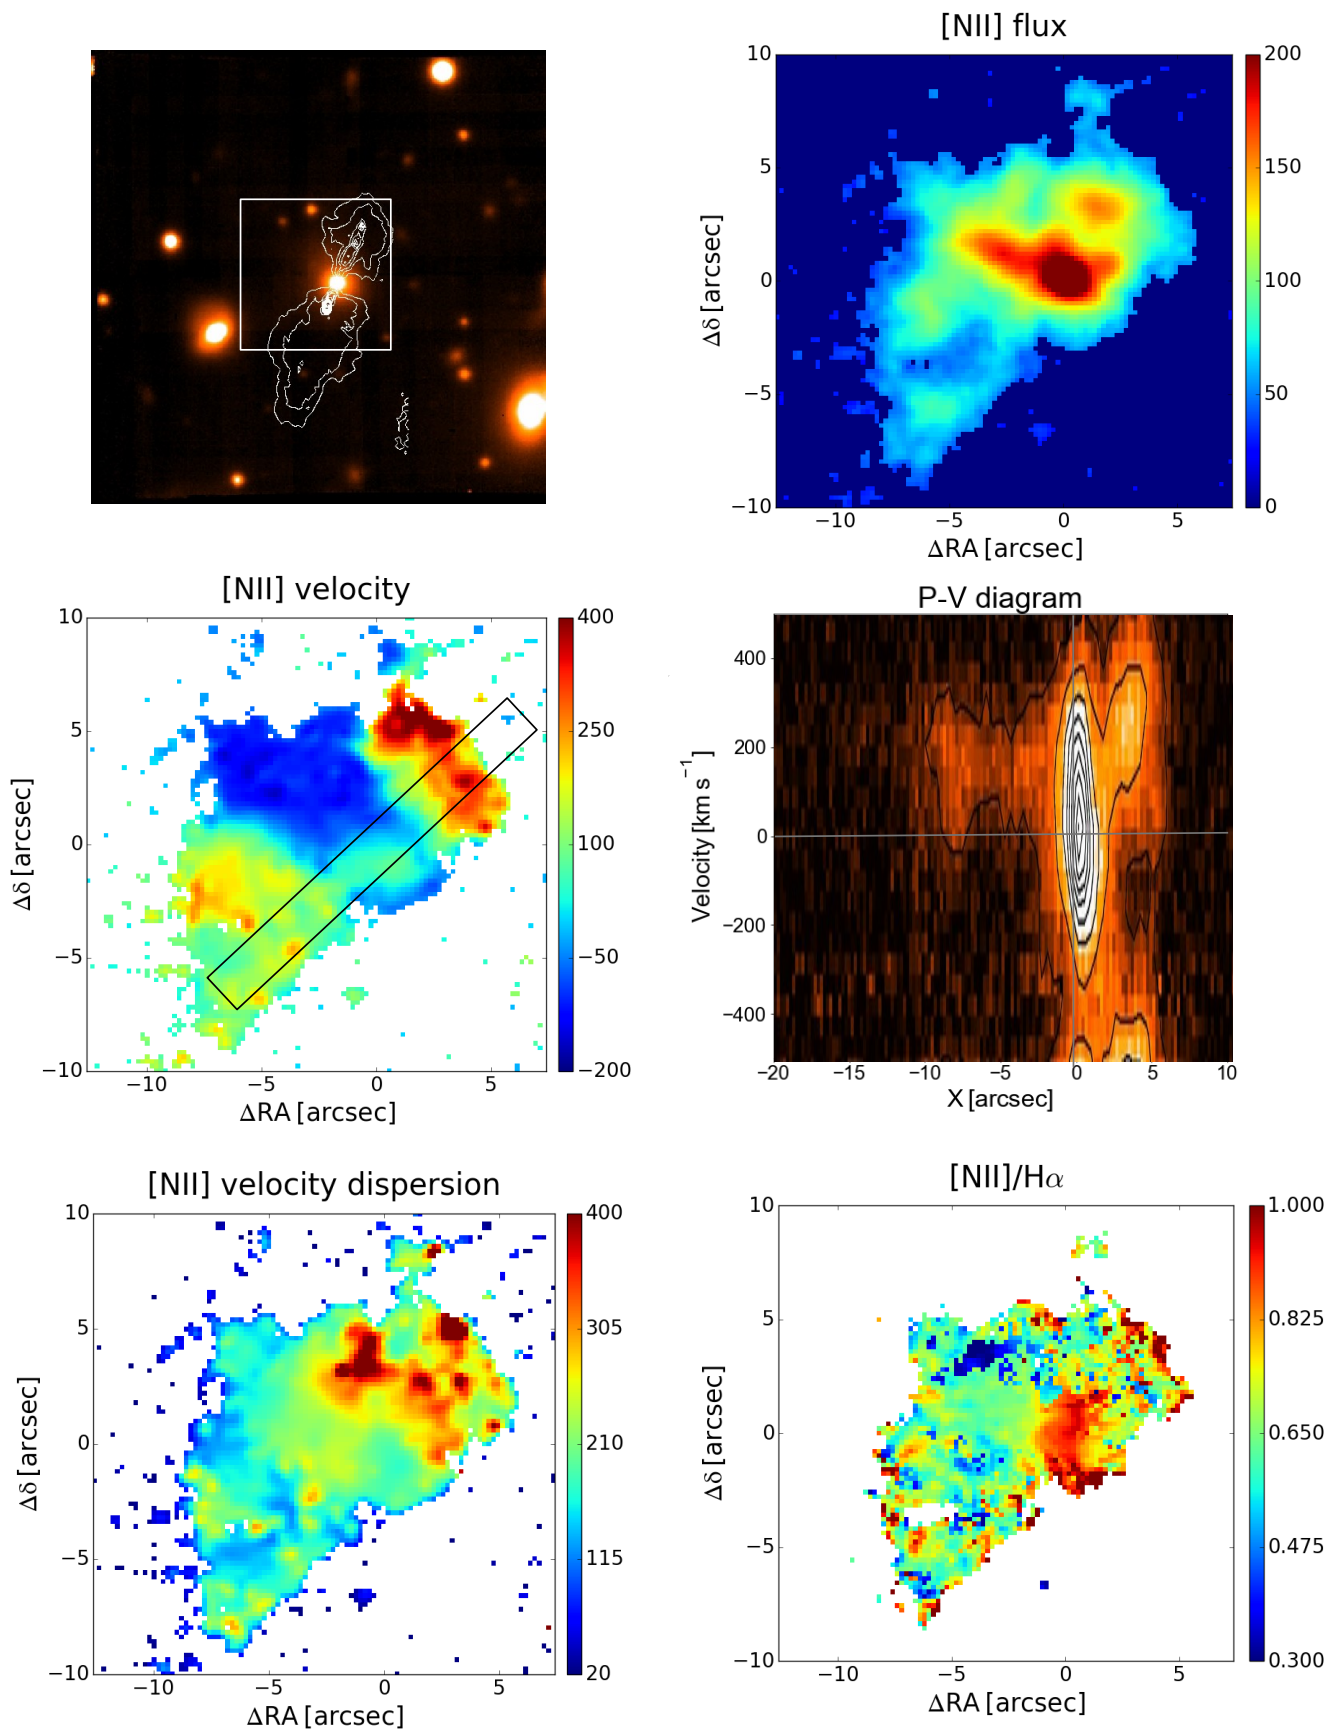 [NII] flux
10
5
0
−5
−10
Δδ [arcsec]
−10 −5 0 5
ΔRA [arcsec]
200
150
100
50
0
[NII] velocity
10
5
0
−5
−10
Δδ [arcsec]
−10 −5 0 5
ΔRA [arcsec]
400
250
100
−50
−200
P-V diagram
400
200
0
−200
−400
Velocity [km s−1]
−20 −15 −10 −5 0 5 10
X [arcsec]
[NII] velocity dispersion
10
5
0
−5
−10
Δδ [arcsec]
−10 −5 0 5
ΔRA [arcsec]
400
305
210
115
20
[NII]/Hα
10
5
0
−5
−10
Δδ [arcsec]
−10 −5 0 5
ΔRA [arcsec]
1.000
0.825
0.650
0.475
0.300